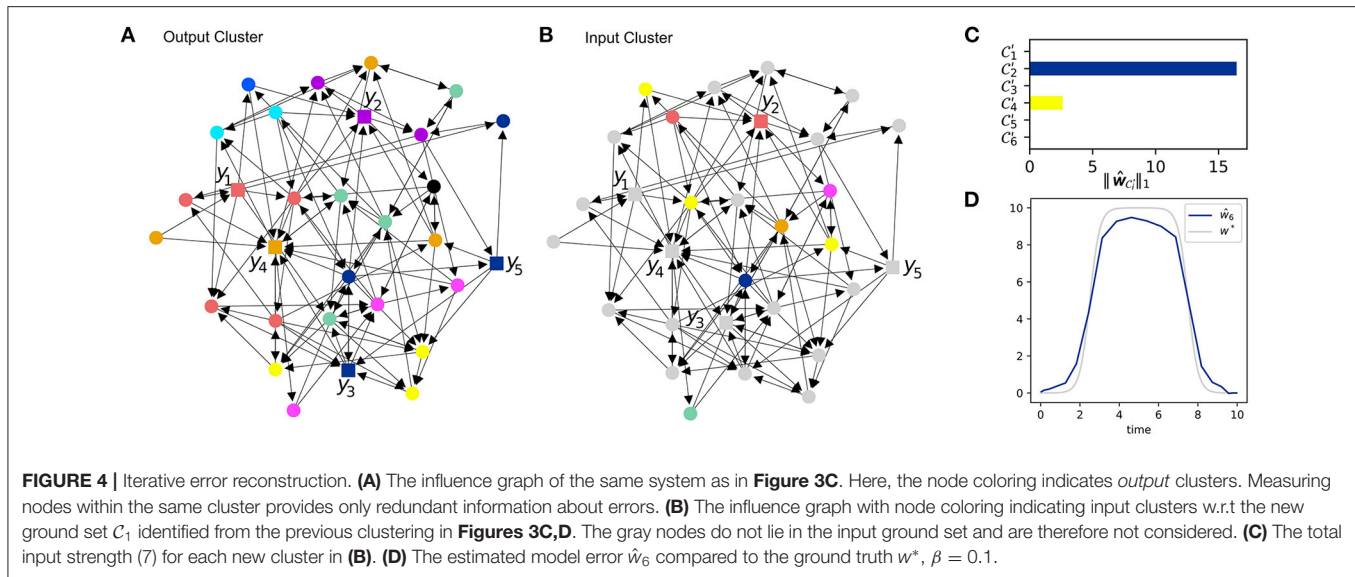 A Output Cluster
y₂
y₁
y₄
y₅
y₃
B Input Cluster
y₂
y₁
y₄
y₅
y₃
C
𝒞′₁
𝒞′₂
𝒞′₃
𝒞′₄
𝒞′₅
𝒞′₆
0 5 10 15
‖ŵ_𝒞′ᵢ‖₁
D
10
8
6
4
2
0
ŵ₆
w*
0 2 4 6 8 10
time
FIGURE 4 | Iterative error reconstruction. (A) The influence graph of the same system as in Figure 3C. Here, the node coloring indicates output clusters. Measuring
nodes within the same cluster provides only redundant information about errors. (B) The influence graph with node coloring indicating input clusters w.r.t the new
ground set 𝒞₁ identified from the previous clustering in Figures 3C,D. The gray nodes do not lie in the input ground set and are therefore not considered. (C) The total
input strength (7) for each new cluster in (B). (D) The estimated model error ŵ₆ compared to the ground truth w*, β = 0.1.